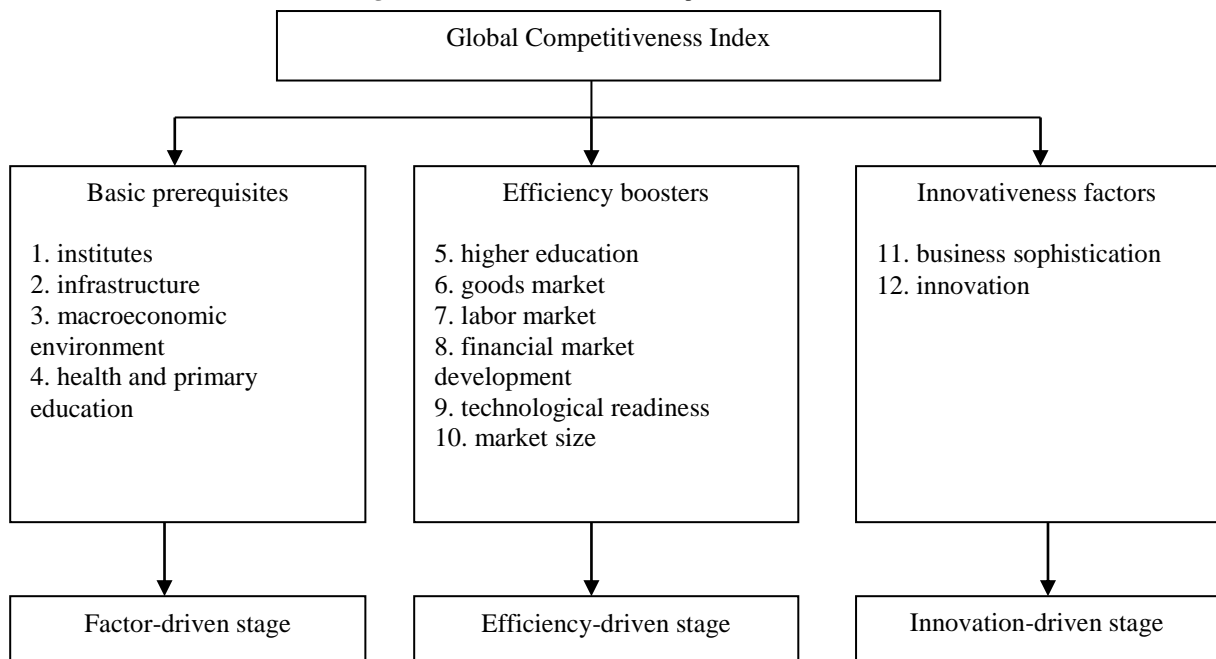 Global Competitiveness Index
Basic prerequisites
1. institutes
2. infrastructure
3. macroeconomic
environment
4. health and primary
education
Efficiency boosters
5. higher education
6. goods market
7. labor market
8. financial market
development
9. technological readiness
10. market size
Innovativeness factors
11. business sophistication
12. innovation
Factor-driven stage
Efficiency-driven stage
Innovation-driven stage